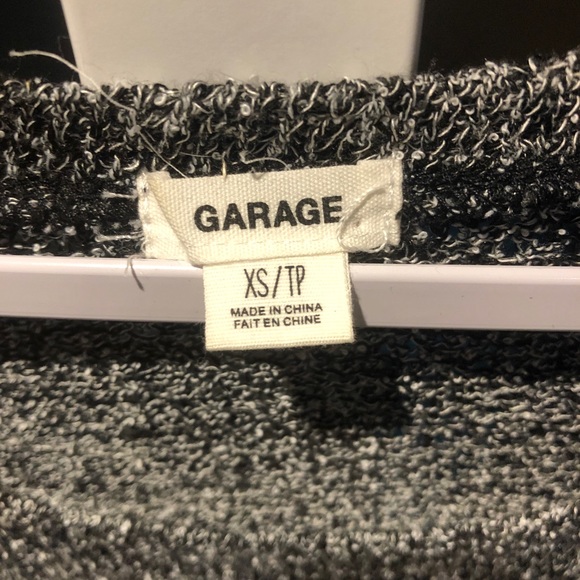 GARAGE
XS/TP
MADE IN CHINA
FAIT EN CHINE